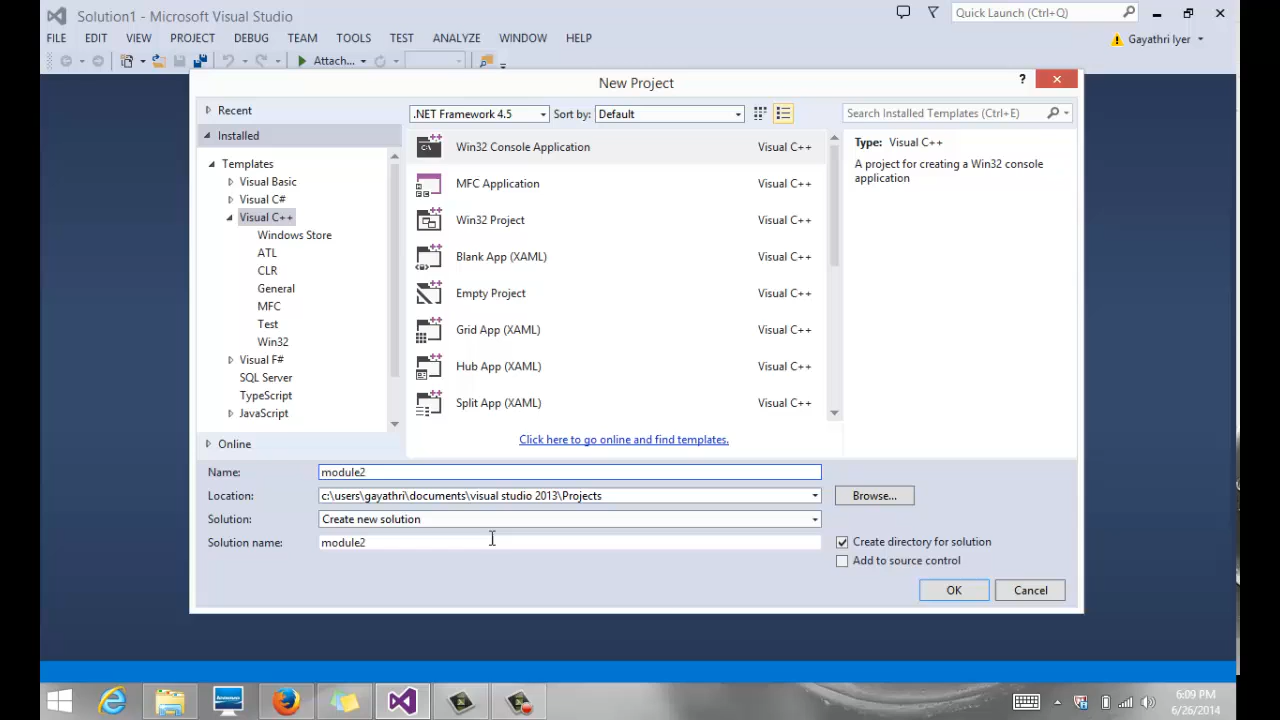 Solution1 - Microsoft Visual Studio
Quick Launch (Ctrl+Q)
FILE EDIT VIEW PROJECT DEBUG TEAM TOOLS TEST ANALYZE WINDOW HELP
Gayathri Iyer
Attach...
New Project
?
Recent
.NET Framework 4.5
Sort by: Default
Search Installed Templates (Ctrl+E)
Installed
Templates
Visual Basic
Visual C#
Visual C++
Windows Store
ATL
CLR
General
MFC
Test
Win32
Visual F#
SQL Server
TypeScript
JavaScript
Online
Win32 Console Application Visual C++
MFC Application Visual C++
Win32 Project Visual C++
Blank App (XAML) Visual C++
Empty Project Visual C++
Grid App (XAML) Visual C++
Hub App (XAML) Visual C++
Split App (XAML) Visual C++
Click here to go online and find templates.
Type: Visual C++
A project for creating a Win32 console
application
Name: module2
Location: c:\users\gayathri\documents\visual studio 2013\Projects
Browse...
Solution: Create new solution
Solution name: module2
Create directory for solution
Add to source control
OK Cancel
6:09 PM
6/26/2014